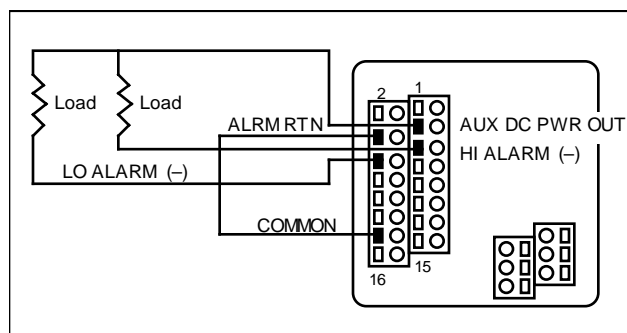 2 1
Load Load
ALRM RTN AUX DC PWR OUT
HI ALARM (–)
LO ALARM (–)
COMMON
16 15